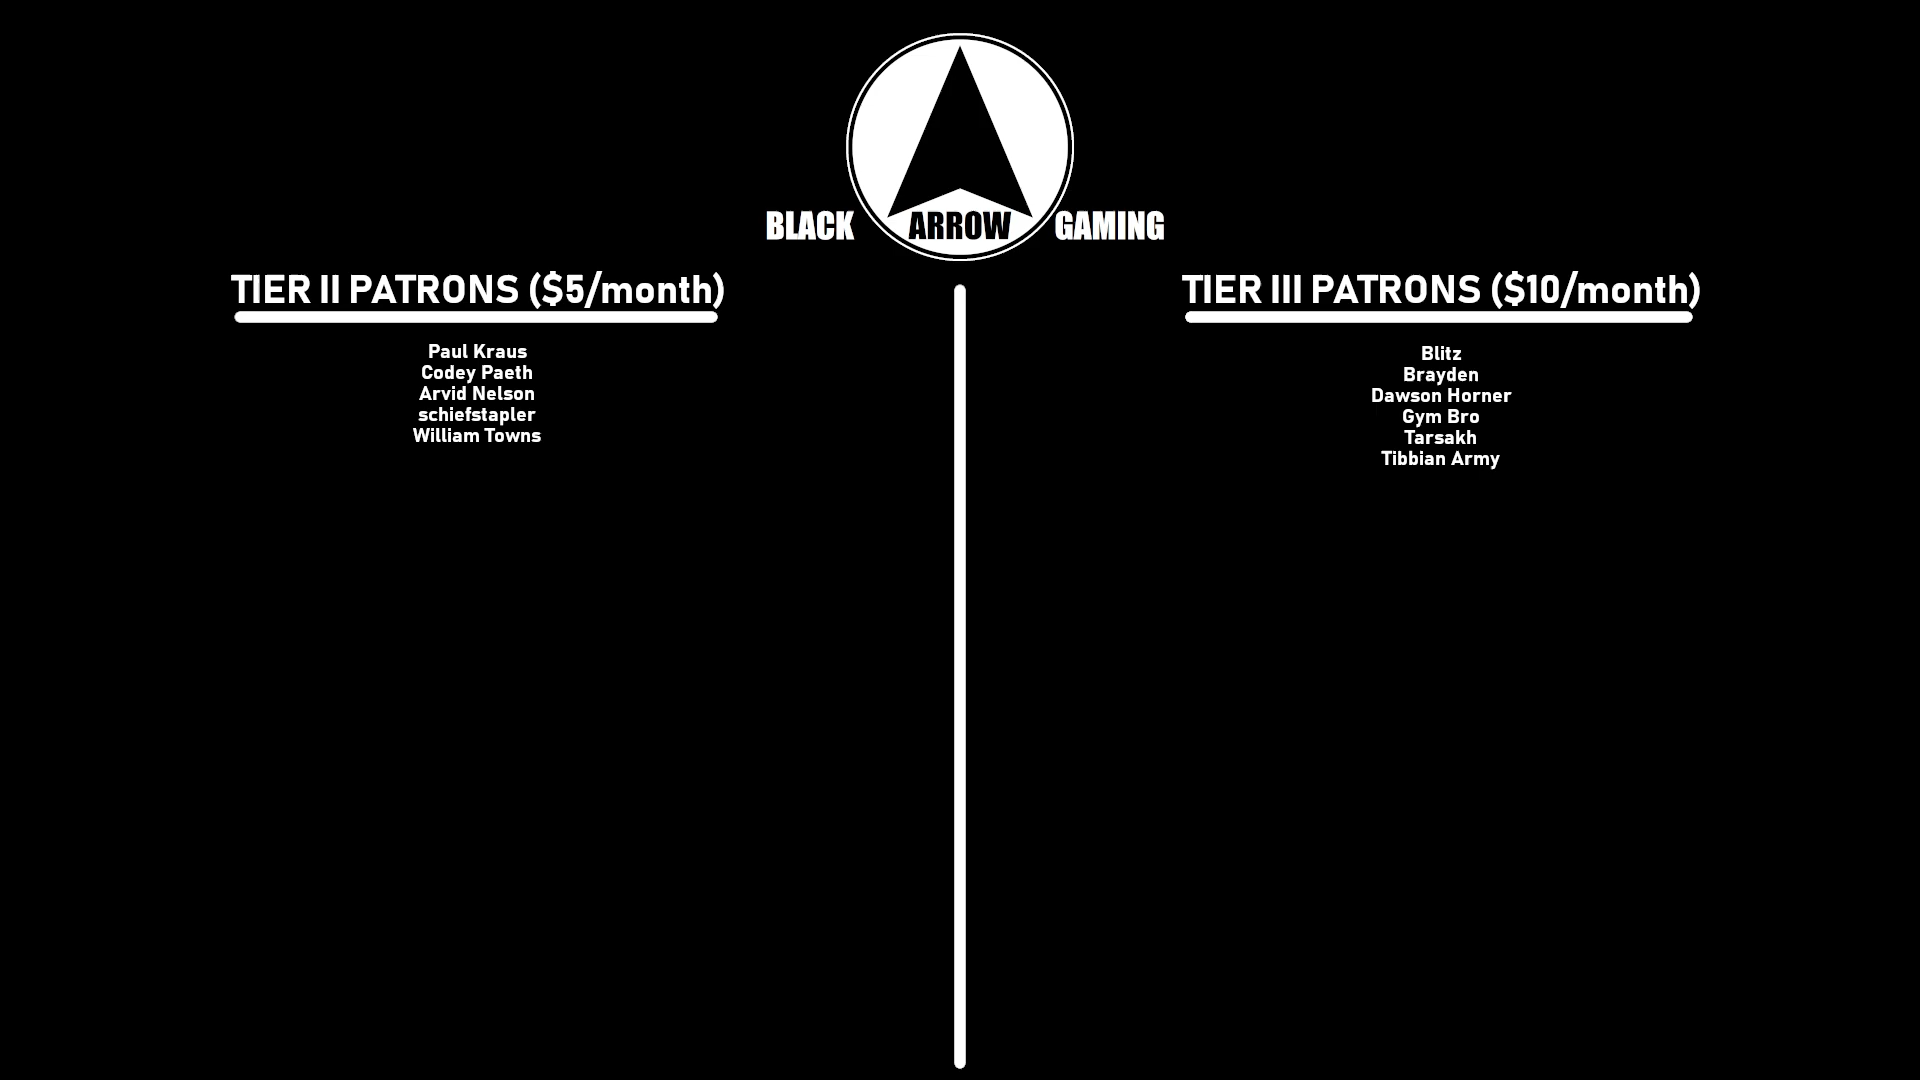 BLACK ARROW GAMING
TIER II PATRONS ($5/month)
Paul Kraus
Codey Paeth
Arvid Nelson
schiefstapler
William Towns
TIER III PATRONS ($10/month)
Blitz
Brayden
Dawson Horner
Gym Bro
Tarsakh
Tibbian Army